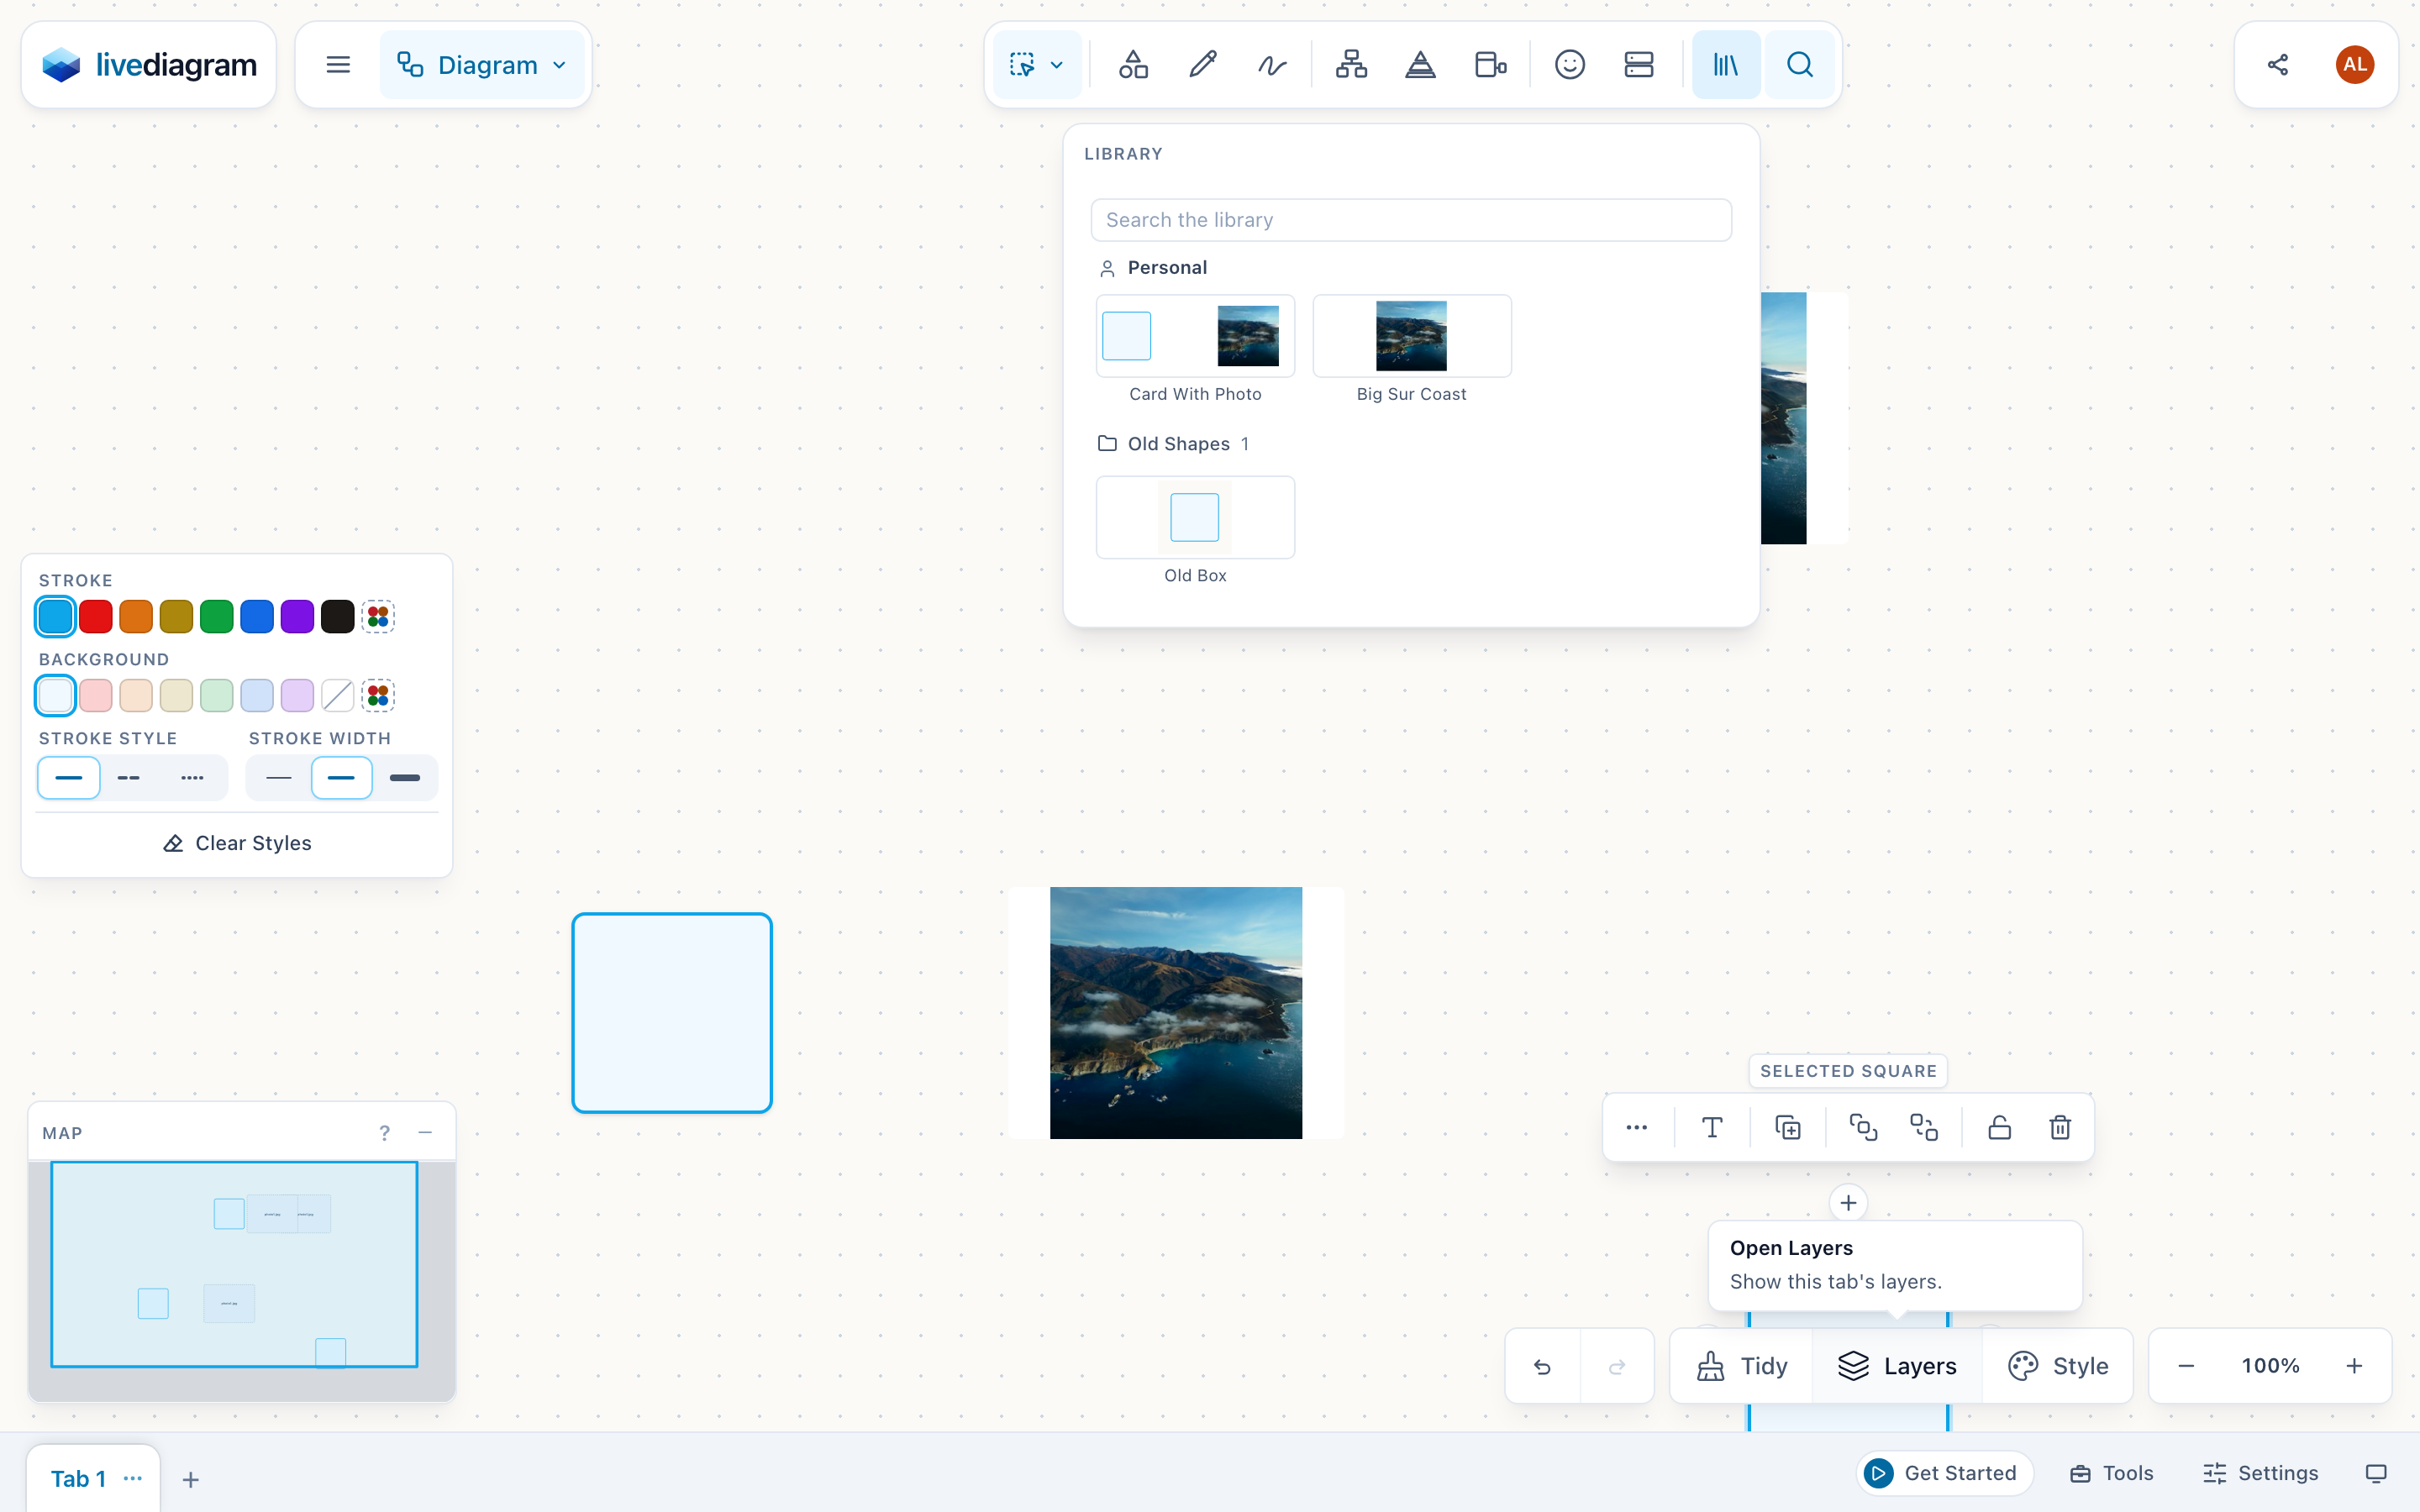 livediagram
Diagram
AL
LIBRARY
Search the library
Personal
Card With Photo
Big Sur Coast
Old Shapes 1
Old Box
STROKE
BACKGROUND
STROKE STYLE
STROKE WIDTH
Clear Styles
MAP
?
SELECTED SQUARE
Open Layers
Show this tab's layers.
Tidy
Layers
Style
100%
Tab 1
Get Started
Tools
Settings